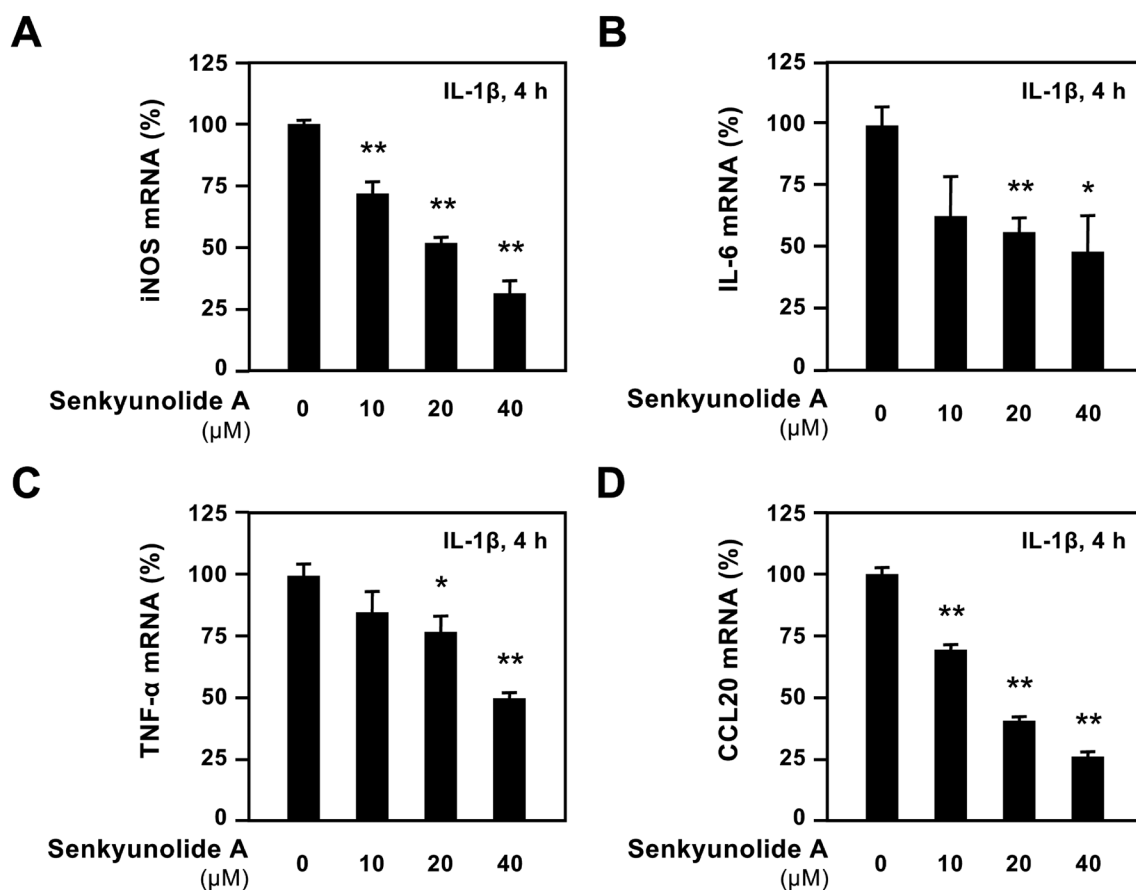 A
iNOS mRNA (%)
125
100
75
50
25
0
IL-1β, 4 h
**
**
**
Senkyunolide A
(µM)
0 10 20 40
B
IL-6 mRNA (%)
125
100
75
50
25
0
IL-1β, 4 h
**
*
Senkyunolide A
(µM)
0 10 20 40
C
TNF-α mRNA (%)
125
100
75
50
25
0
IL-1β, 4 h
*
**
Senkyunolide A
(µM)
0 10 20 40
D
CCL20 mRNA (%)
125
100
75
50
25
0
IL-1β, 4 h
**
**
**
Senkyunolide A
(µM)
0 10 20 40